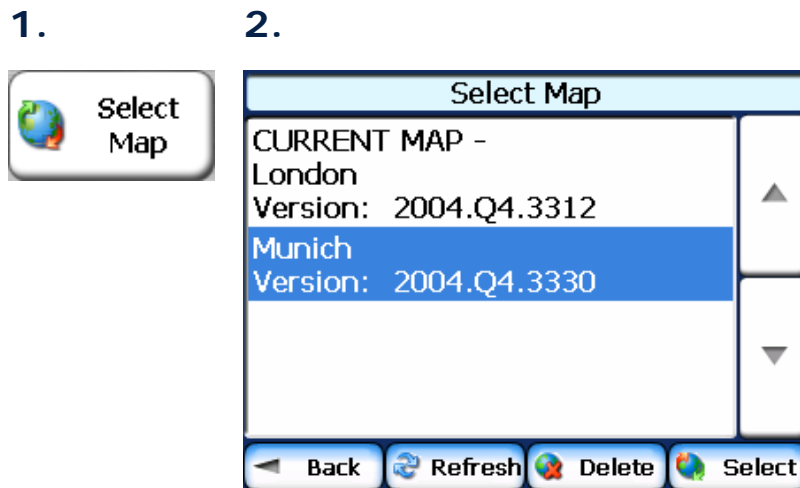 1. 2.
Select
Map
Select Map
CURRENT MAP -
London
Version: 2004.Q4.3312
Munich
Version: 2004.Q4.3330
Back Refresh Delete Select